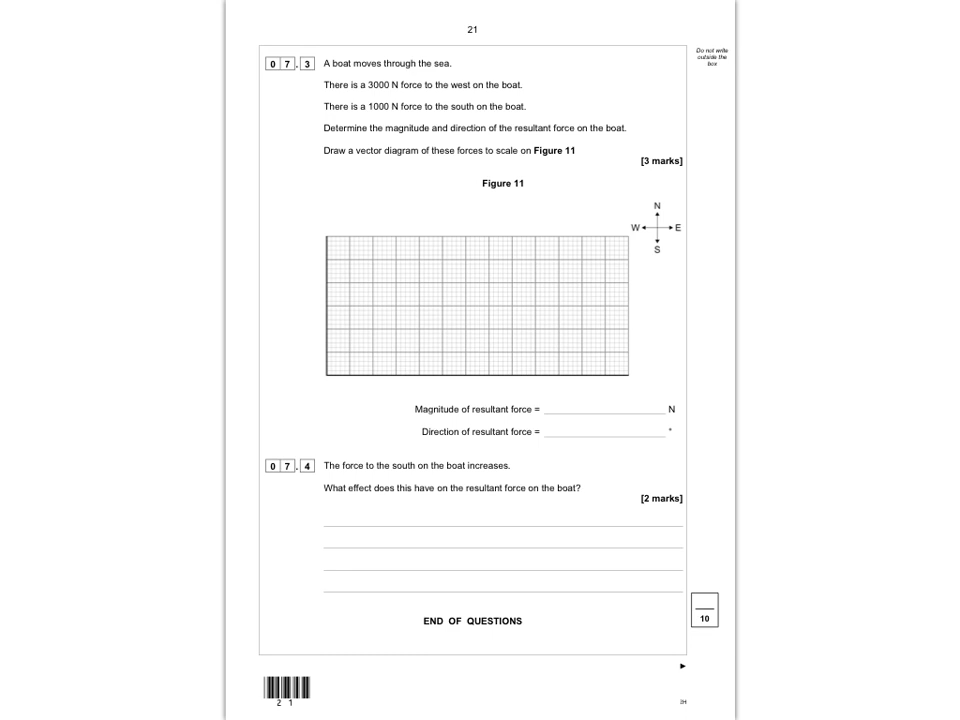 21
Do not write
outside the
box
0 7 . 3 A boat moves through the sea.
There is a 3000 N force to the west on the boat.
There is a 1000 N force to the south on the boat.
Determine the magnitude and direction of the resultant force on the boat.
Draw a vector diagram of these forces to scale on Figure 11
[3 marks]
Figure 11
N
W E
S
Magnitude of resultant force = N
Direction of resultant force = °
0 7 . 4 The force to the south on the boat increases.
What effect does this have on the resultant force on the boat?
[2 marks]
10
END OF QUESTIONS
2 1